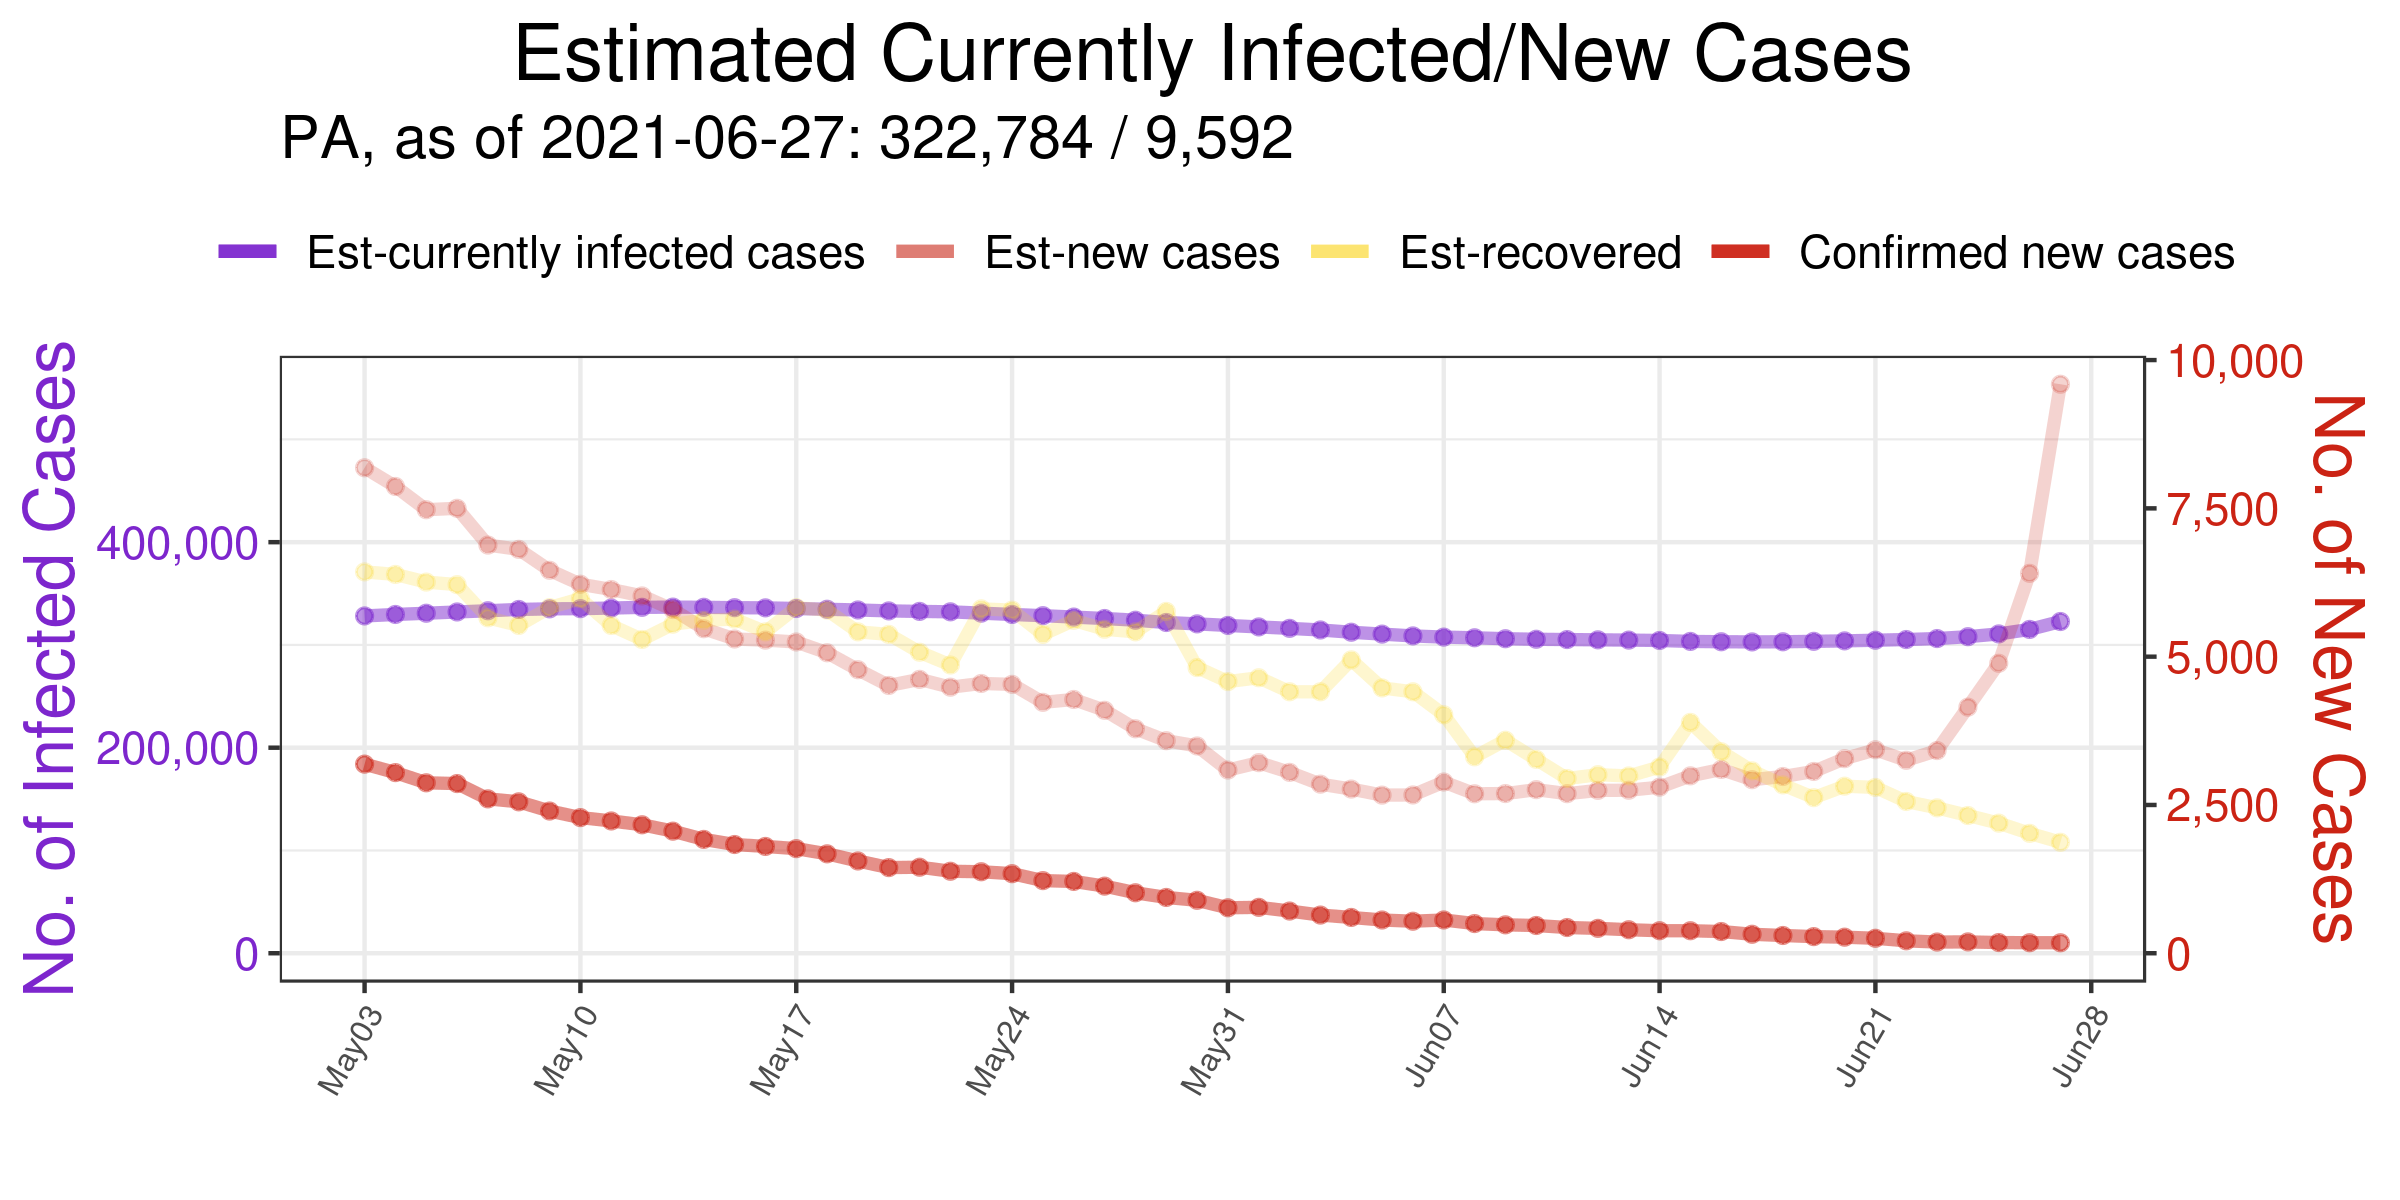 Estimated Currently Infected/New Cases
PA, as of 2021-06-27: 322,784 / 9,592
Est-currently infected cases Est-new cases Est-recovered Confirmed new cases
No. of Infected Cases
400,000
200,000
0
10,000
7,500
5,000
2,500
0
No. of New Cases
May03 May10 May17 May24 May31 Jun07 Jun14 Jun21 Jun28